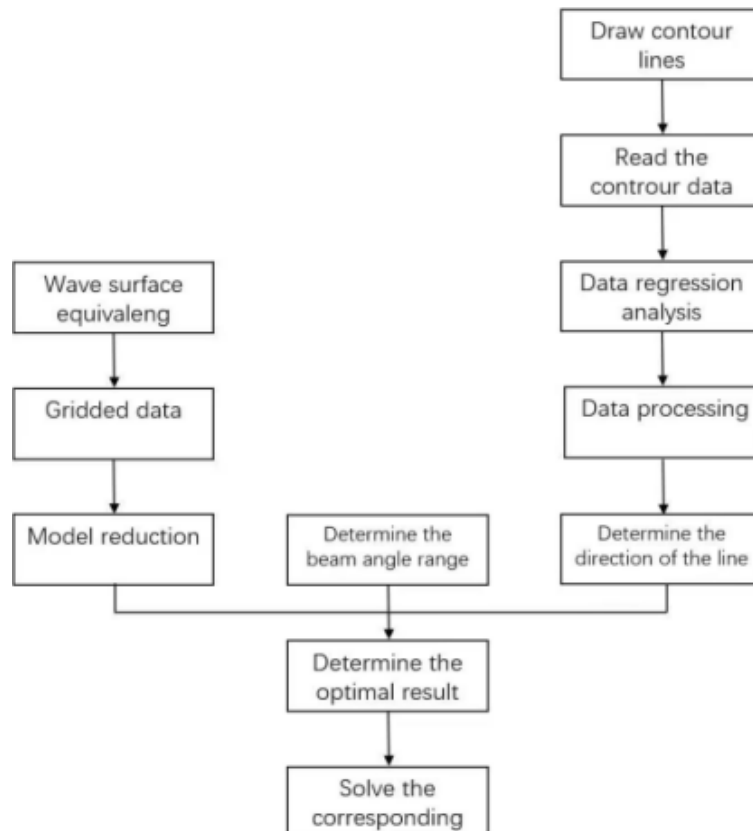 Draw contour
lines
Read the
controur data
Wave surface
equivaleng
Data regression
analysis
Gridded data
Data processing
Model reduction
Determine the
beam angle range
Determine the
direction of the line
Determine the
optimal result
Solve the
corresponding